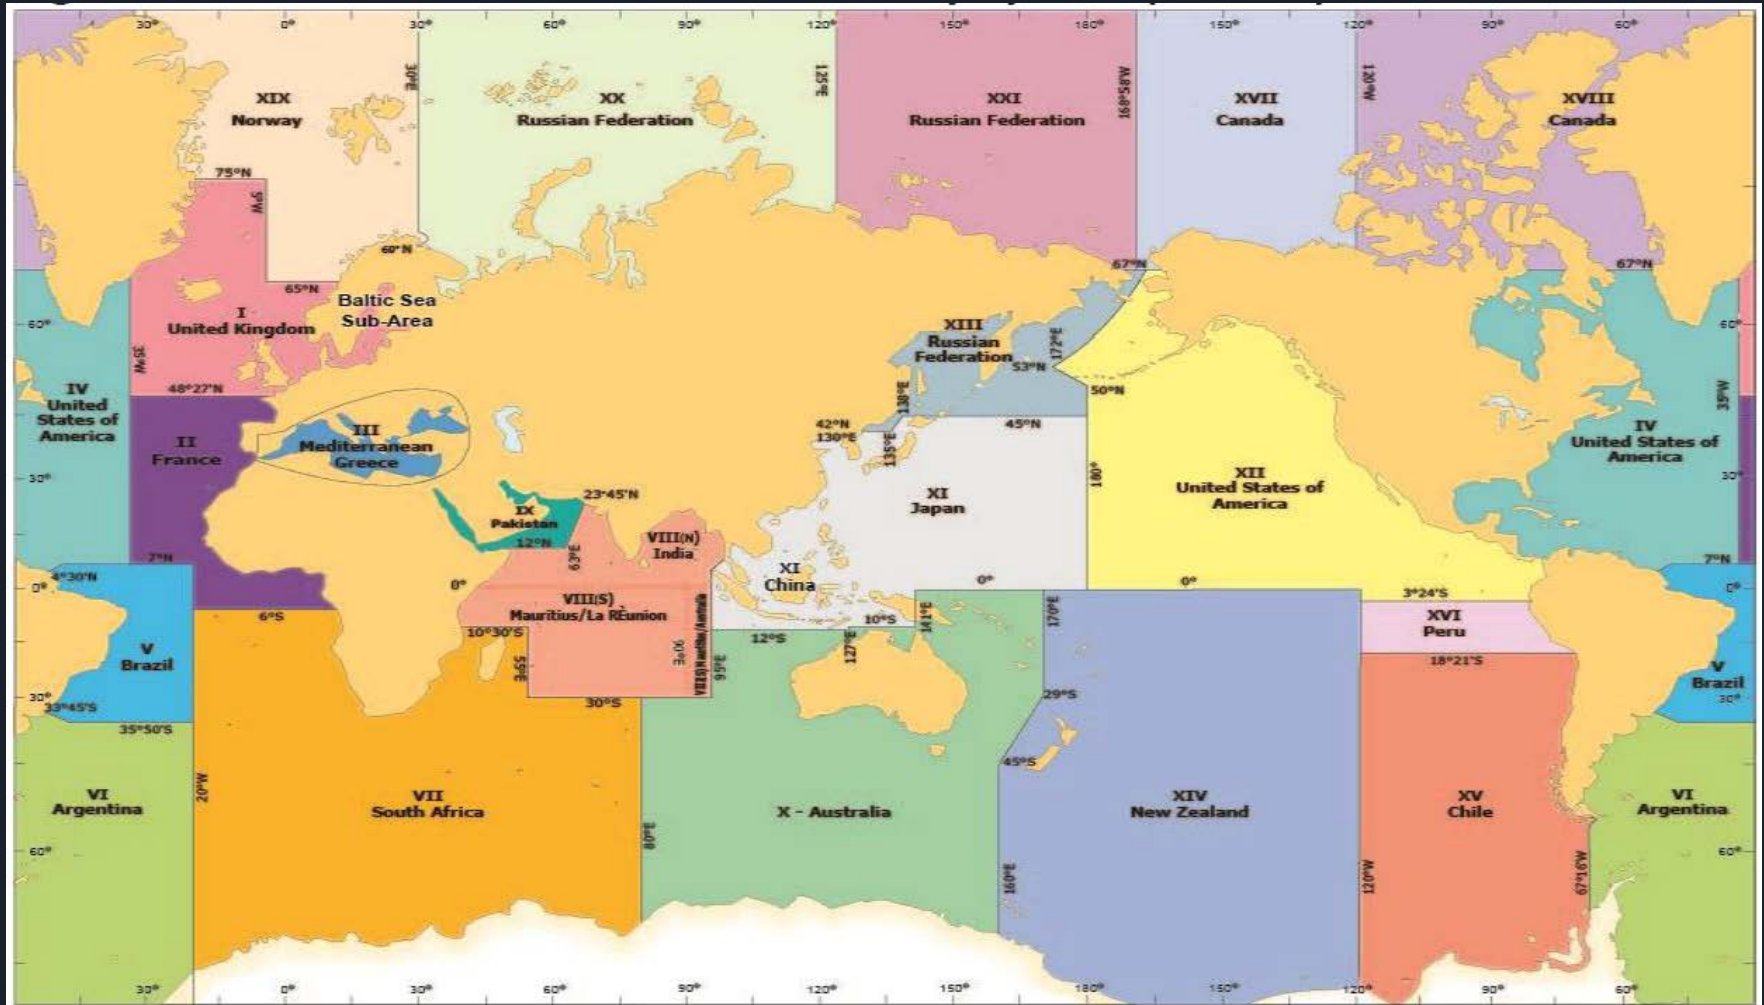 30°
0°
30°
60°
90°
120°
150°
180°
150°
120°
90°
60°
30°E
125°E
168°58'W
120°W
XIX
Norway
XX
Russian Federation
XXI
Russian Federation
XVII
Canada
XVIII
Canada
75°N
5°W
60°N
65°N
67°N
67°N
Baltic Sea
Sub-Area
I
United Kingdom
60°
35°W
48°27'N
XIII
Russian
Federation
172°E
53°N
50°N
60°
IV
United
States of
America
II
France
III
Mediterranean
Greece
138°E
42°N
130°E
135°E
45°N
180°
35°W
IV
United States of
America
30°
30°
XII
United States of
America
XI
Japan
23°45'N
IX
Pakistan
12°N
63°E
VIII(N)
India
7°N
7°N
XI
China
4°30'N
0°
0°
0°
0°
0°
3°24'S
VIII(S)
Mauritius/La RÈunion
VIII(S)Mauritius/Australia
6°S
10°30'S
55°E
90°E
95°E
12°S
10°S
127°E
141°E
170°E
XVI
Peru
18°21'S
V
Brazil
V
Brazil
30°
33°45'S
35°50'S
30°S
29°S
45°S
20°W
VI
Argentina
VII
South Africa
X - Australia
XIV
New Zealand
XV
Chile
VI
Argentina
60°
80°E
160°E
120°W
67°16'W
60°
30°
0°
30°
60°
90°
120°
150°
180°
150°
120°
90°
60°